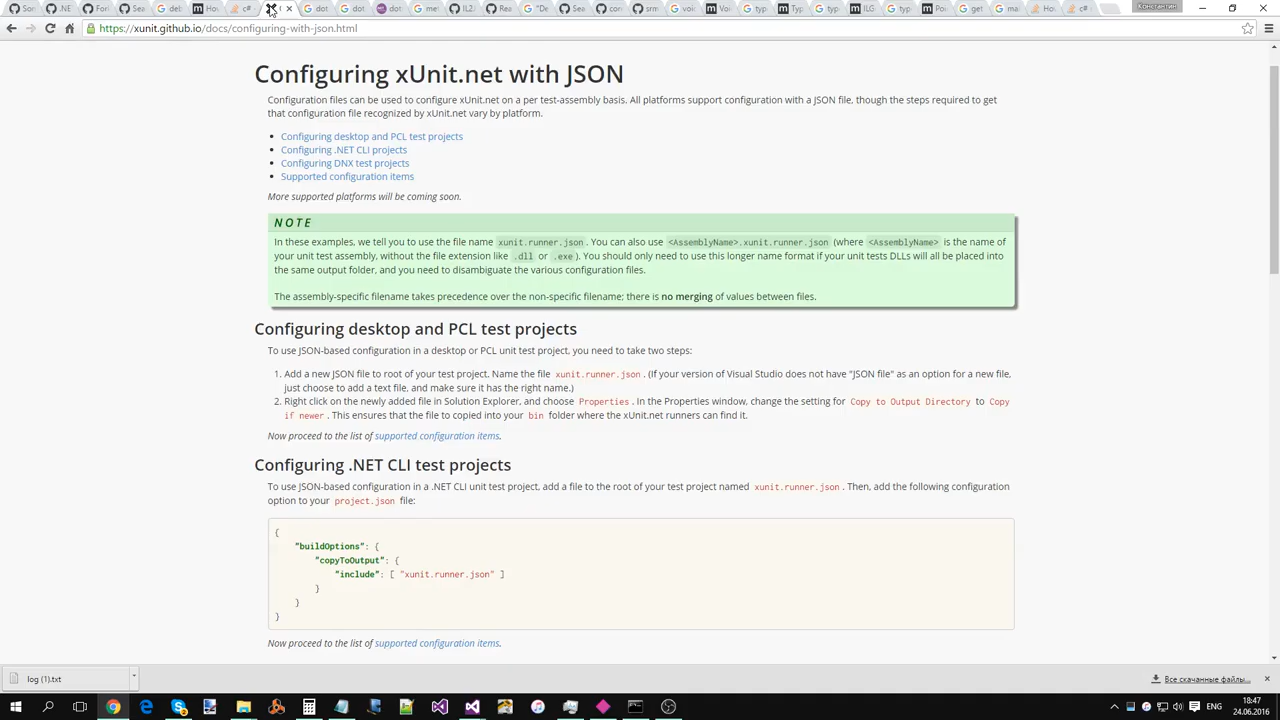 Константин
https://xunit.github.io/docs/configuring-with-json.html
Configuring xUnit.net with JSON
Configuration files can be used to configure xUnit.net on a per test-assembly basis. All platforms support configuration with a JSON file, though the steps required to get
that configuration file recognized by xUnit.net vary by platform.
Configuring desktop and PCL test projects
Configuring .NET CLI projects
Configuring DNX test projects
Supported configuration items
More supported platforms will be coming soon.
NOTE
In these examples, we tell you to use the file name xunit.runner.json. You can also use <AssemblyName>.xunit.runner.json (where <AssemblyName> is the name of
your unit test assembly, without the file extension like .dll or .exe). You should only need to use this longer name format if your unit tests DLLs will all be placed into
the same output folder, and you need to disambiguate the various configuration files.
The assembly-specific filename takes precedence over the non-specific filename: there is no merging of values between files.
Configuring desktop and PCL test projects
To use JSON-based configuration in a desktop or PCL unit test project, you need to take two steps:
1. Add a new JSON file to root of your test project. Name the file xunit.runner.json. (If your version of Visual Studio does not have "JSON file" as an option for a new file,
just choose to add a text file, and make sure it has the right name.)
2. Right click on the newly added file in Solution Explorer, and choose Properties. In the Properties window, change the setting for Copy to Output Directory to Copy
if newer. This ensures that the file to copied into your bin folder where the xUnit.net runners can find it.
Now proceed to the list of supported configuration items.
Configuring .NET CLI test projects
To use JSON-based configuration in a .NET CLI unit test project, add a file to the root of your test project named xunit.runner.json. Then, add the following configuration
option to your project.json file:
{
"buildOptions": {
"copyToOutput": {
"include": [ "xunit.runner.json" ]
}
}
}
Now proceed to the list of supported configuration items.
log (1).txt
Все скачанные файлы...
ENG
18:47
24.06.2016